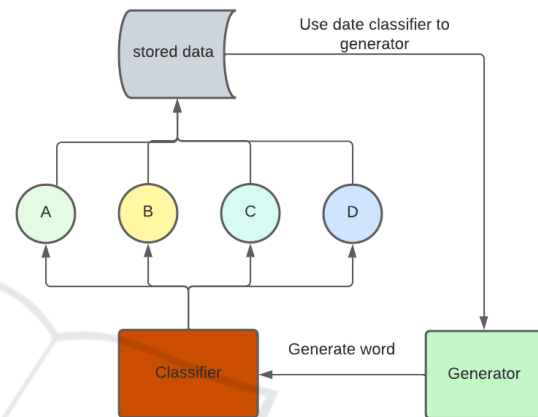 Use date classifier to
generator
stored data
A
B
C
D
Generate word
Classifier
Generator